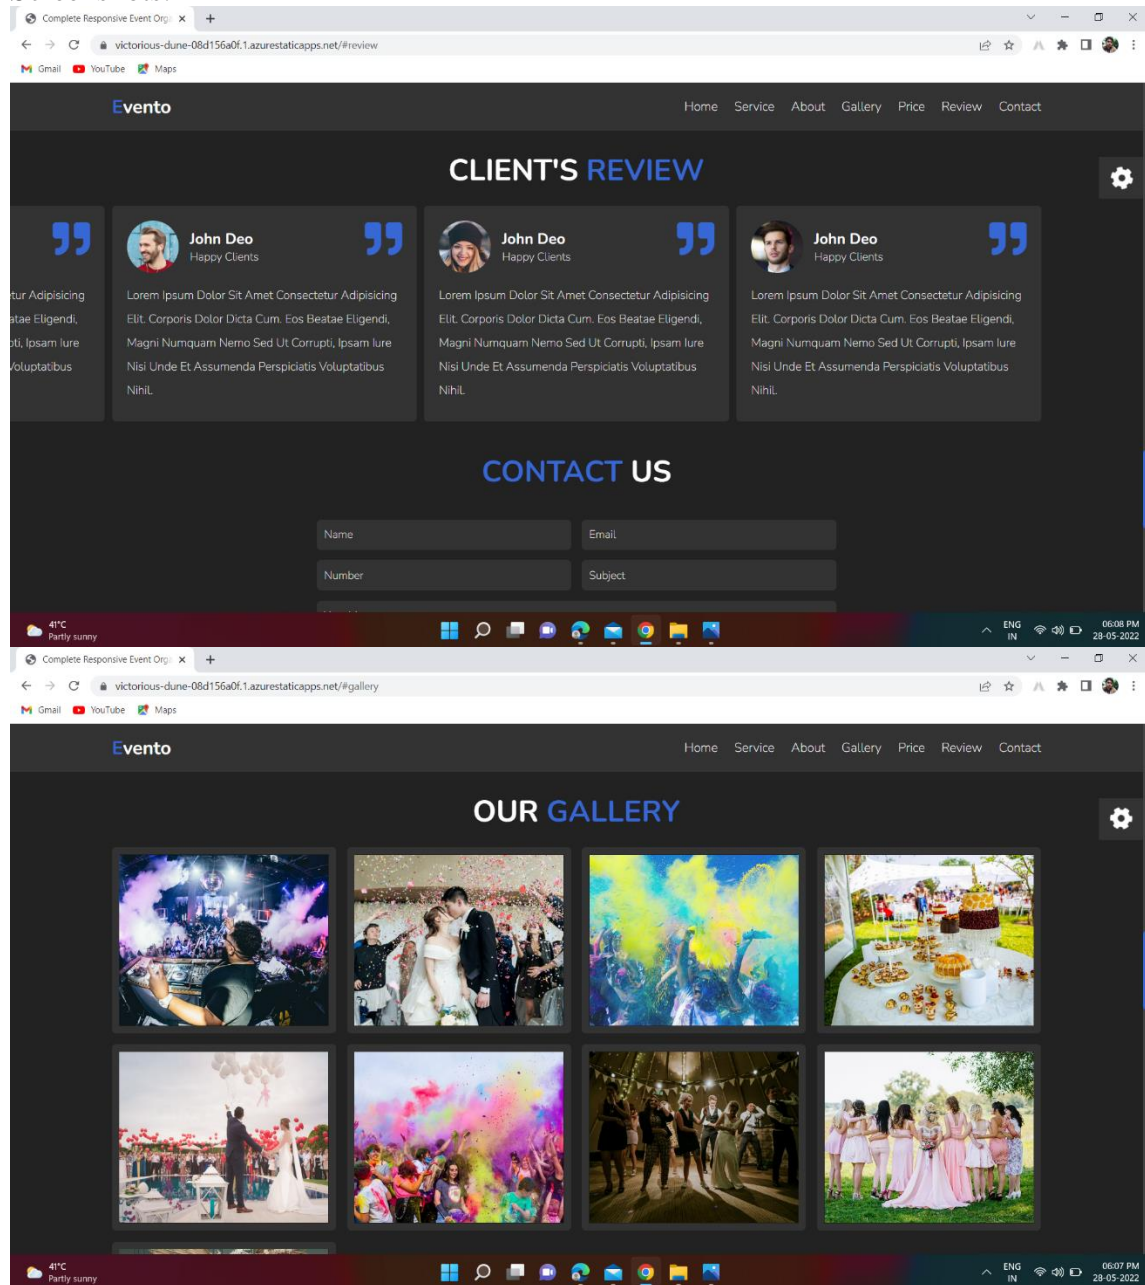 Complete Responsive Event Orga
victorious-dune-08d156a0f.1.azurestaticapps.net/#review
Gmail YouTube Maps
Evento Home Service About Gallery Price Review Contact
CLIENT'S REVIEW
John Deo John Deo John Deo
Happy Clients Happy Clients Happy Clients
tur Adipisicing Lorem Ipsum Dolor Sit Amet Consectetur Adipisicing Lorem Ipsum Dolor Sit Amet Consectetur Adipisicing Lorem Ipsum Dolor Sit Amet Consectetur Adipisicing
atae Eligendi, Elit. Corporis Dolor Dicta Cum. Eos Beatae Eligendi, Elit. Corporis Dolor Dicta Cum. Eos Beatae Eligendi, Elit. Corporis Dolor Dicta Cum. Eos Beatae Eligendi,
pti, Ipsam Iure Magni Numquam Nemo Sed Ut Corrupti, Ipsam Iure Magni Numquam Nemo Sed Ut Corrupti, Ipsam Iure Magni Numquam Nemo Sed Ut Corrupti, Ipsam Iure
Voluptatibus Nisi Unde Et Assumenda Perspiciatis Voluptatibus Nisi Unde Et Assumenda Perspiciatis Voluptatibus Nisi Unde Et Assumenda Perspiciatis Voluptatibus
Nihil. Nihil. Nihil.
CONTACT US
Name Email
Number Subject
41°C ENG 06:08 PM
Partly sunny IN 28-05-2022
Complete Responsive Event Orga
victorious-dune-08d156a0f.1.azurestaticapps.net/#gallery
Gmail YouTube Maps
Evento Home Service About Gallery Price Review Contact
OUR GALLERY
41°C ENG 06:07 PM
Partly sunny IN 28-05-2022